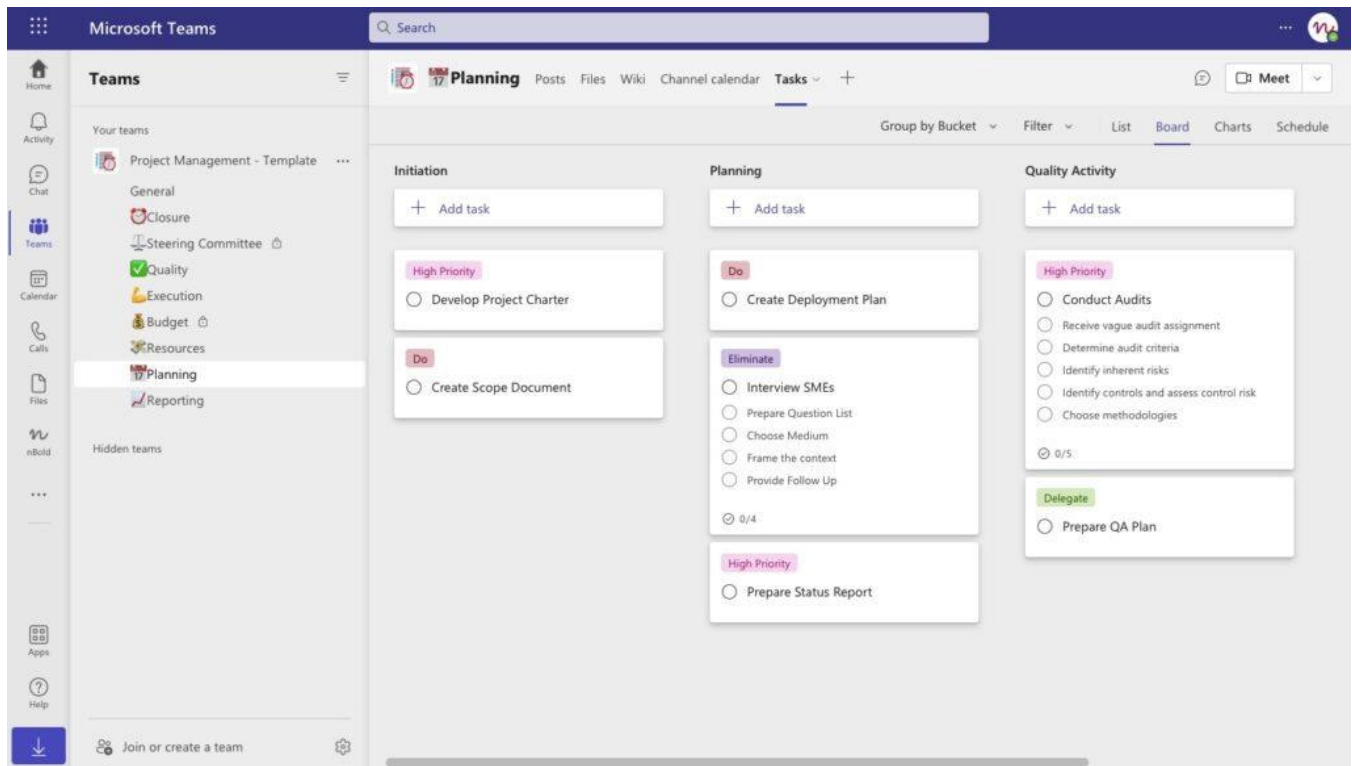 Microsoft Teams
Search
Home
Activity
Chat
Teams
Calendar
Calls
Files
nBold
Apps
Help
Teams
Your teams
Project Management - Template
General
Closure
Steering Committee
Quality
Execution
Budget
Resources
17 Planning
Reporting
Hidden teams
Join or create a team
17 Planning Posts Files Wiki Channel calendar Tasks
Meet
Group by Bucket Filter List Board Charts Schedule
Initiation
Add task
High Priority
Develop Project Charter
Do
Create Scope Document
Planning
Add task
Do
Create Deployment Plan
Eliminate
Interview SMEs
Prepare Question List
Choose Medium
Frame the context
Provide Follow Up
0/4
High Priority
Prepare Status Report
Quality Activity
Add task
High Priority
Conduct Audits
Receive vague audit assignment
Determine audit criteria
Identify inherent risks
Identify controls and assess control risk
Choose methodologies
0/5
Delegate
Prepare QA Plan